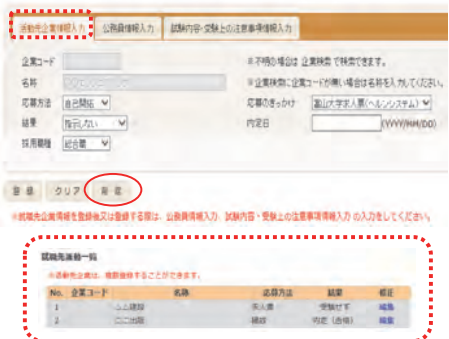 活動先企業情報入力 公務員情報入力 試験内容・受験上の注意事項情報入力
企業コード ※不明の場合は 企業検索 で検索できます。
名称 ※企業検索に企業コードが無い場合は名称を入力してください。
応募方法 自己開拓 応募のきっかけ 富山大学求人票(ヘルンシステム)
結果 指示しない 内定日 (YYYY/MM/DD)
採用職種 総合職
登録 クリア
※就職先企業情報を登録後又は登録する際は、公務員情報入力、試験内容・受験上の注意事項情報入力 の入力をしてください。
就職先活動一覧
※活動先企業は、複数登録することができます。
No. 企業コード 名称 応募方法 結果 修正
1 △△建設 求人票 受験せず 編集
2 □□出版 縁故 内定(合格) 編集